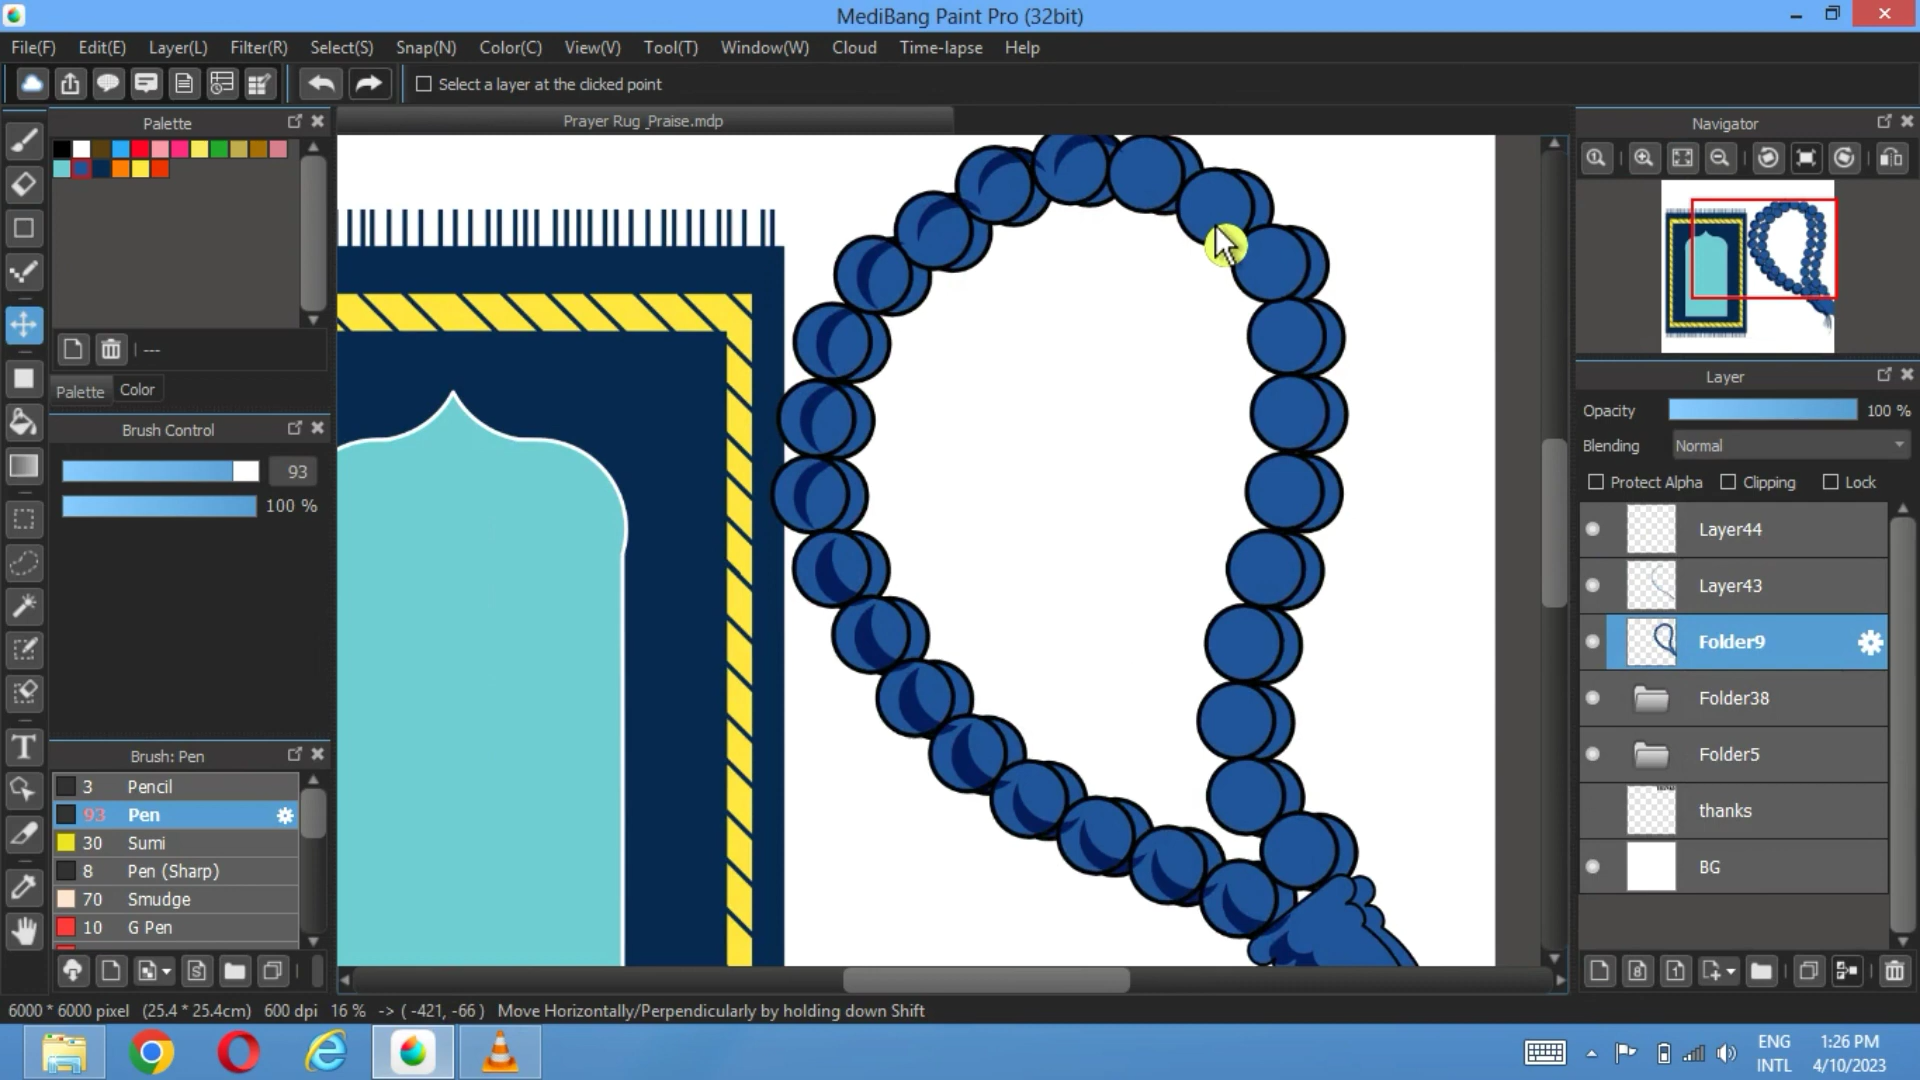 MediBang Paint Pro (32bit)
File(F) Edit(E) Layer(L) Filter(R) Select(S) Snap(N) Color(C) View(V) Tool(T) Window(W) Cloud Time-lapse Help
Select a layer at the clicked point
Palette
Prayer Rug_Praise.mdp
Navigator
---
Palette Color
Brush Control
93
100 %
Brush: Pen
3 Pencil
93 Pen
30 Sumi
8 Pen (Sharp)
70 Smudge
10 G Pen
Layer
Opacity 100 %
Blending Normal
Protect Alpha Clipping Lock
Layer44
Layer43
Folder9
Folder38
Folder5
thanks
BG
6000 * 6000 pixel (25.4 * 25.4cm) 600 dpi 16 % -> ( -421, -66 ) Move Horizontally/Perpendicularly by holding down Shift
ENG
INTL
1:26 PM
4/10/2023